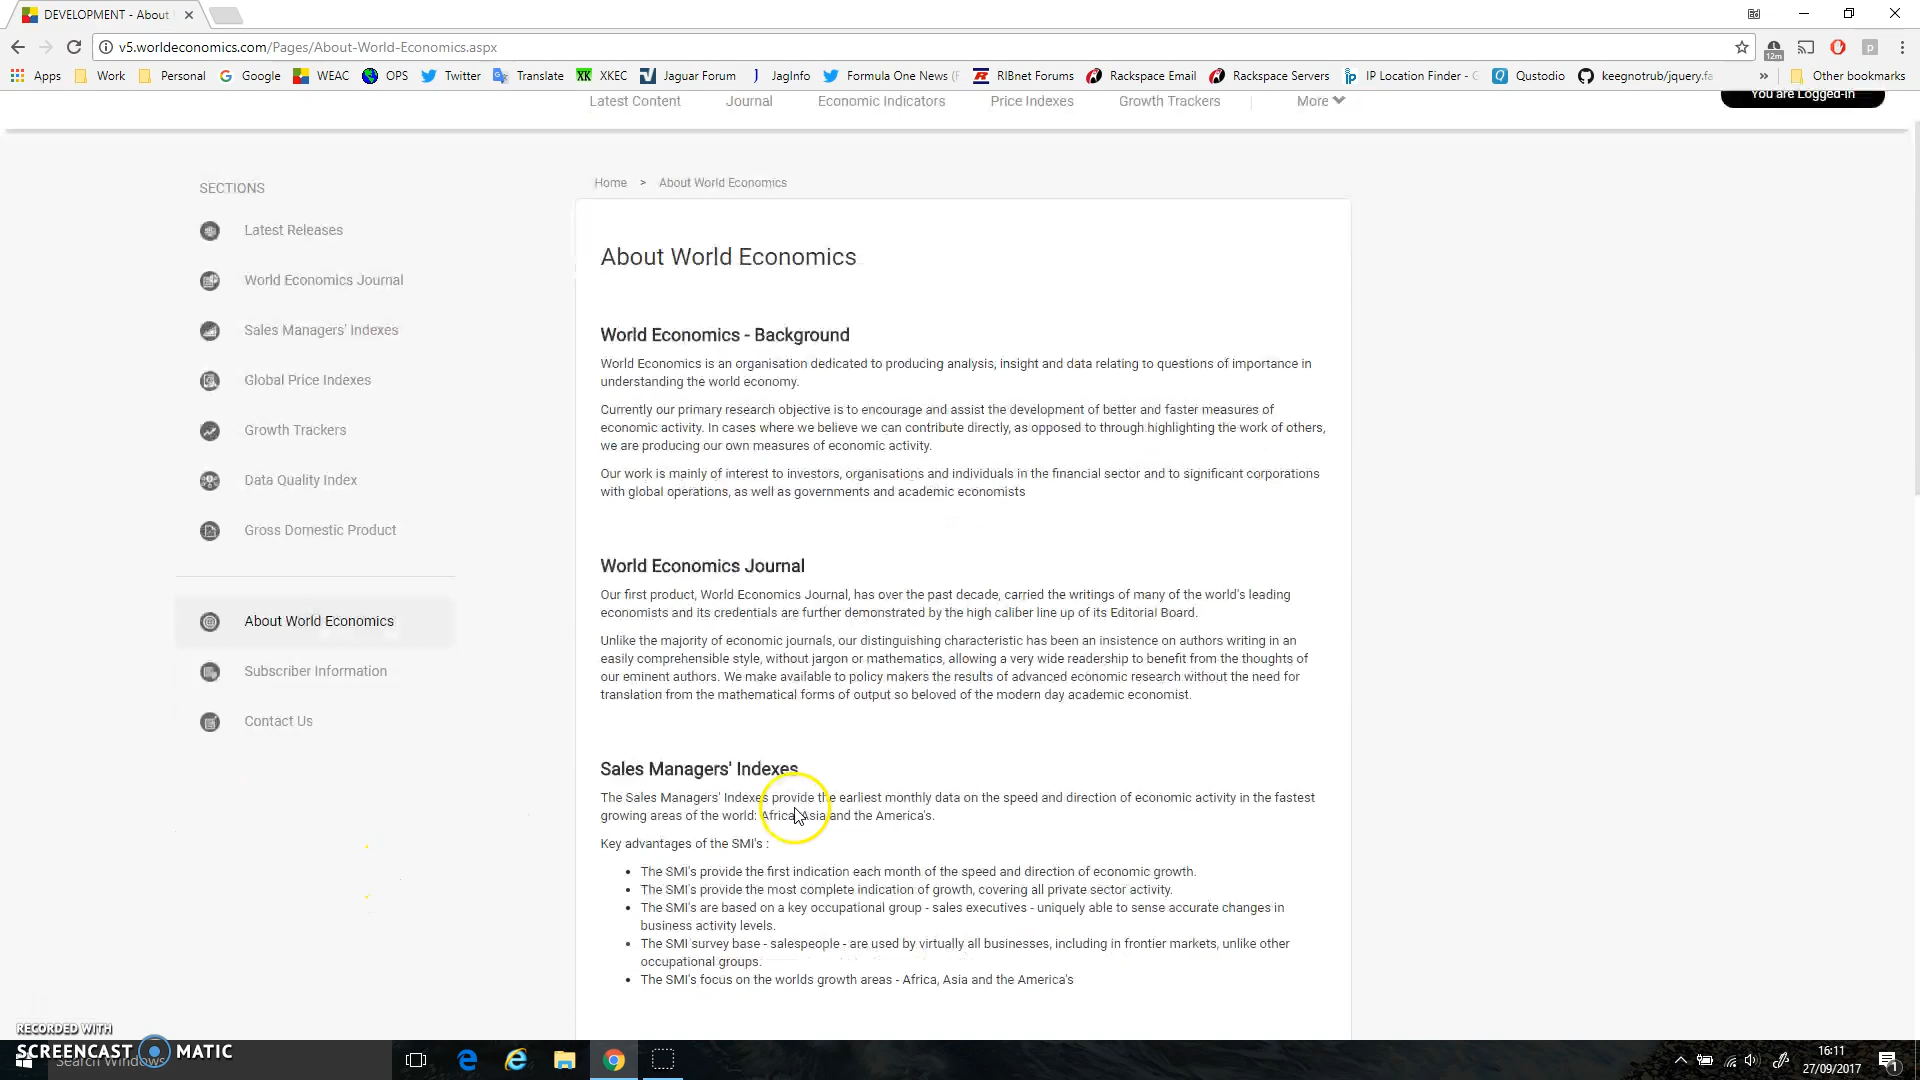 DEVELOPMENT - About
v5.worldeconomics.com/Pages/About-World-Economics.aspx
12m
p
Apps Work Personal Google WEAC OPS Twitter Translate XKEC Jaguar Forum JagInfo Formula One News (F RIBnet Forums Rackspace Email Rackspace Servers IP Location Finder - G Qustodio keegnotrub/jquery.fa » Other bookmarks
Latest Content Journal Economic Indicators Price Indexes Growth Trackers More
You are Logged-In
SECTIONS
Latest Releases
World Economics Journal
Sales Managers' Indexes
Global Price Indexes
Growth Trackers
Data Quality Index
Gross Domestic Product
About World Economics
Subscriber Information
Contact Us
Home > About World Economics
About World Economics
World Economics - Background
World Economics is an organisation dedicated to producing analysis, insight and data relating to questions of importance in
understanding the world economy.
Currently our primary research objective is to encourage and assist the development of better and faster measures of
economic activity. In cases where we believe we can contribute directly, as opposed to through highlighting the work of others,
we are producing our own measures of economic activity.
Our work is mainly of interest to investors, organisations and individuals in the financial sector and to significant corporations
with global operations, as well as governments and academic economists
World Economics Journal
Our first product, World Economics Journal, has over the past decade, carried the writings of many of the world's leading
economists and its credentials are further demonstrated by the high caliber line up of its Editorial Board.
Unlike the majority of economic journals, our distinguishing characteristic has been an insistence on authors writing in an
easily comprehensible style, without jargon or mathematics, allowing a very wide readership to benefit from the thoughts of
our eminent authors. We make available to policy makers the results of advanced economic research without the need for
translation from the mathematical forms of output so beloved of the modern day academic economist.
Sales Managers' Indexes
The Sales Managers' Indexes provide the earliest monthly data on the speed and direction of economic activity in the fastest
growing areas of the world: Africa, Asia and the America's.
Key advantages of the SMI's :
• The SMI's provide the first indication each month of the speed and direction of economic growth.
• The SMI's provide the most complete indication of growth, covering all private sector activity.
• The SMI's are based on a key occupational group - sales executives - uniquely able to sense accurate changes in
business activity levels.
• The SMI survey base - salespeople - are used by virtually all businesses, including in frontier markets, unlike other
occupational groups.
• The SMI's focus on the worlds growth areas - Africa, Asia and the America's
RECORDED WITH
SCREENCAST MATIC
Search Windows
16:11
27/09/2017
1